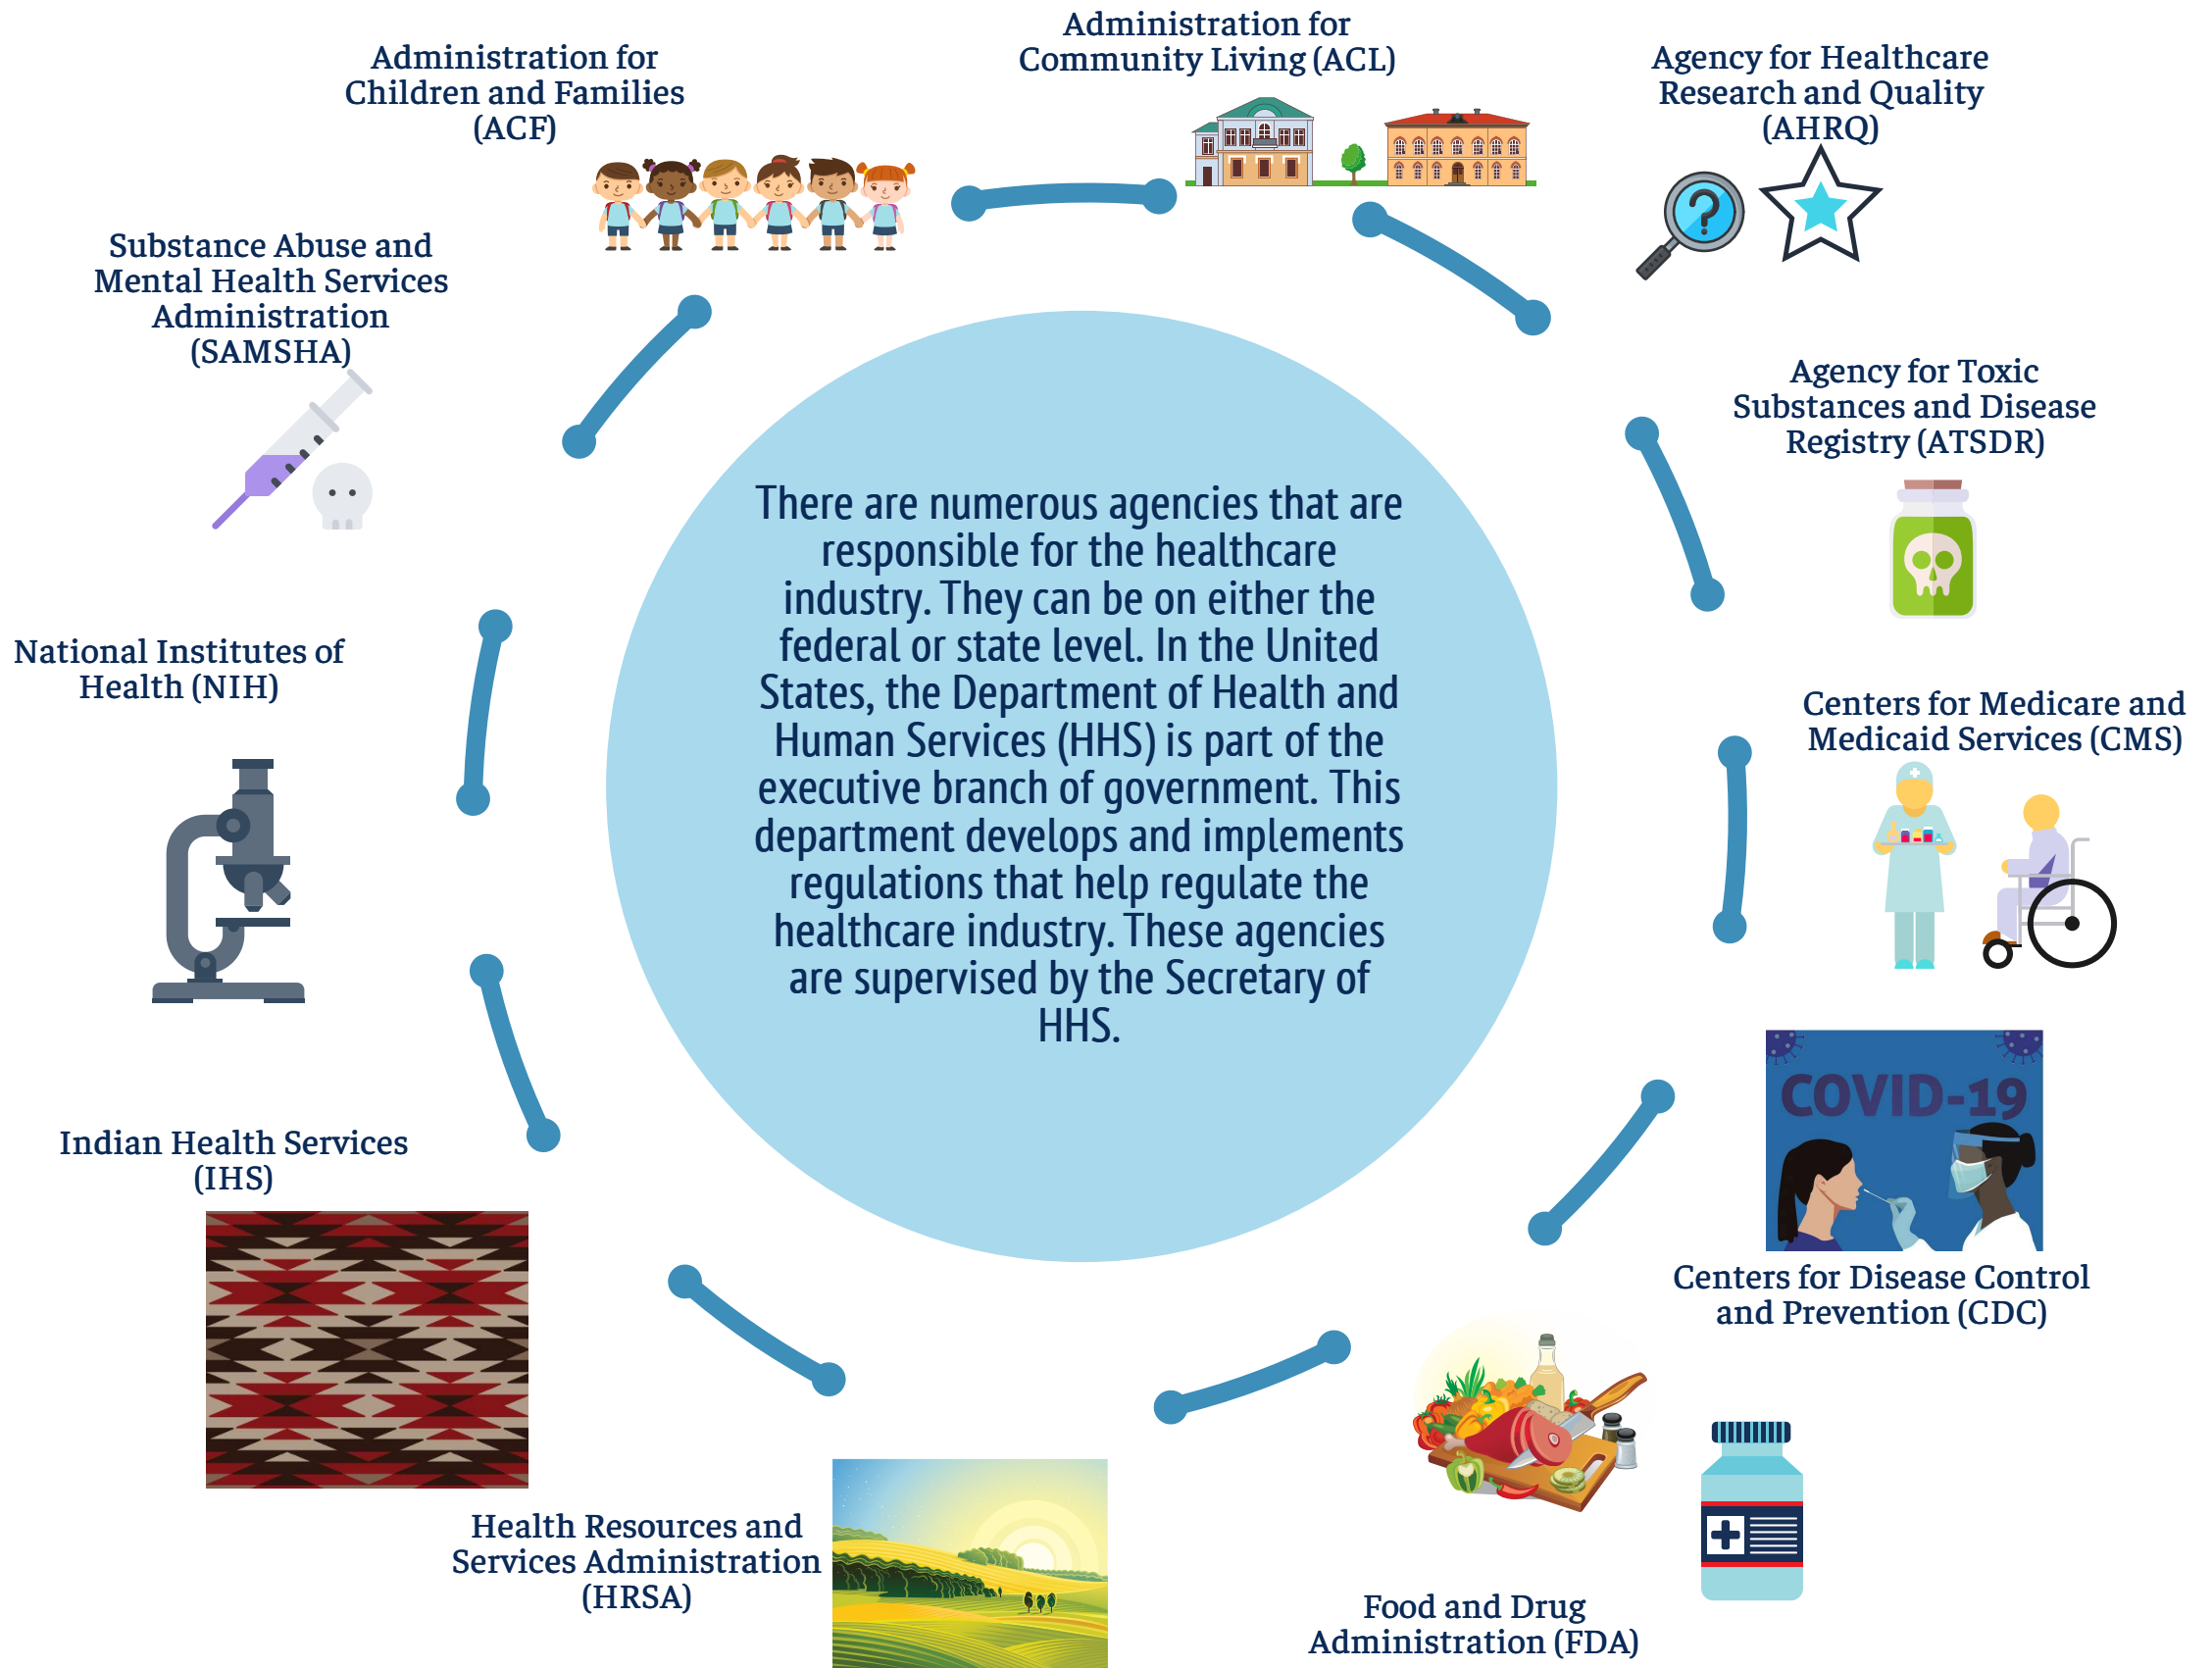 Administration for
Children and Families
(ACF)
Administration for
Community Living (ACL)
Agency for Healthcare
Research and Quality
(AHRQ)
?
Substance Abuse and
Mental Health Services
Administration
(SAMSHA)
Agency for Toxic
Substances and Disease
Registry (ATSDR)
There are numerous agencies that are
responsible for the healthcare
industry. They can be on either the
federal or state level. In the United
States, the Department of Health and
Human Services (HHS) is part of the
executive branch of government. This
department develops and implements
regulations that help regulate the
healthcare industry. These agencies
are supervised by the Secretary of
HHS.
National Institutes of
Health (NIH)
Centers for Medicare and
Medicaid Services (CMS)
COVID-19
Centers for Disease Control
and Prevention (CDC)
Indian Health Services
(IHS)
Health Resources and
Services Administration
(HRSA)
Food and Drug
Administration (FDA)